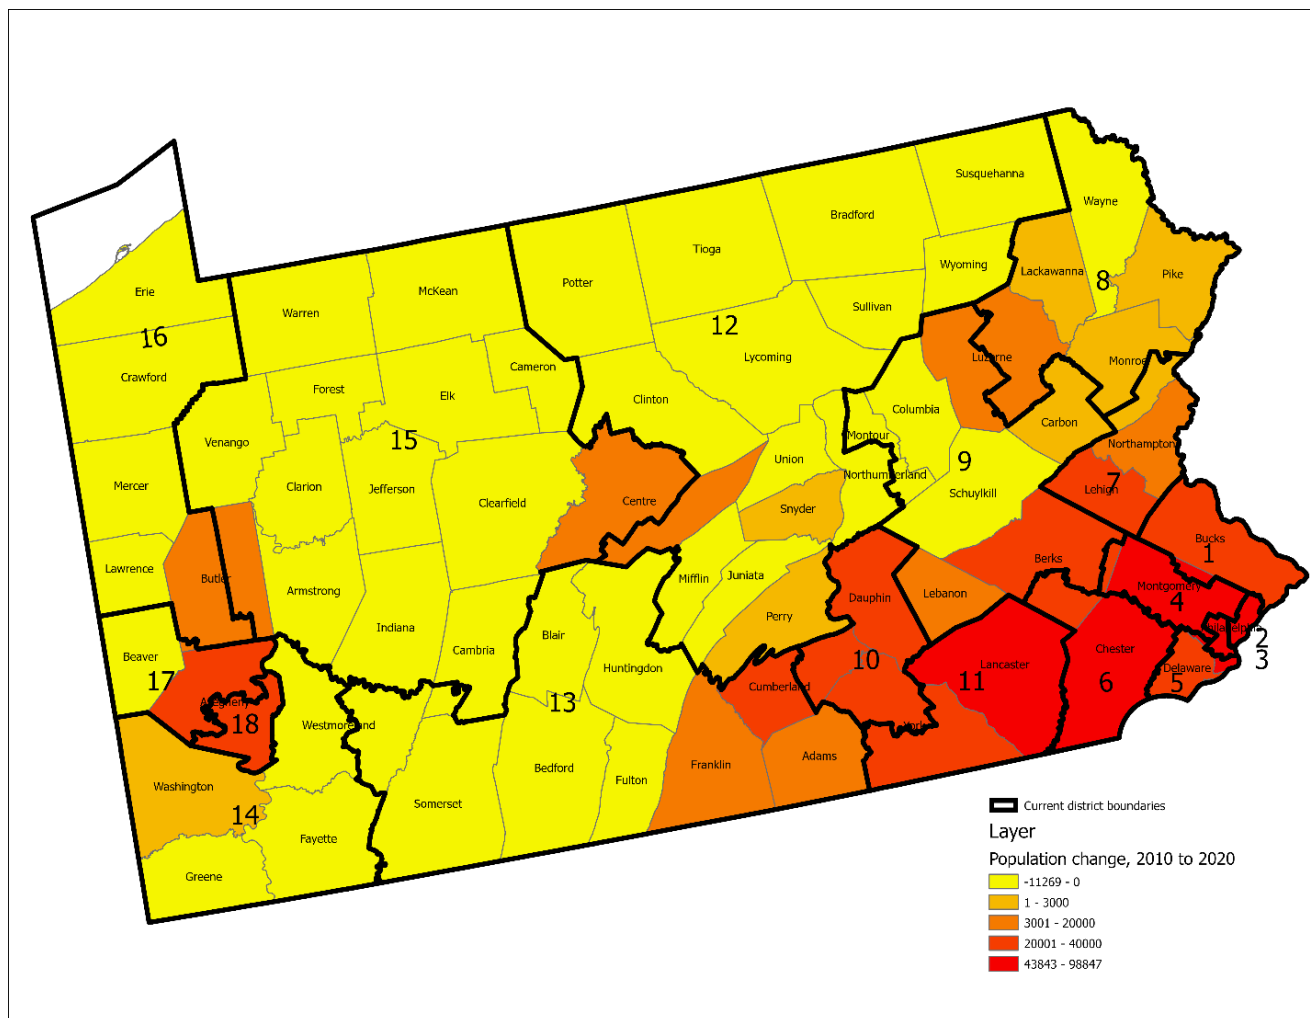 Susquehanna
Wayne
Bradford
Tioga
Wyoming
Lackawanna
Pike
8
Potter
McKean
Erie
Warren
Sullivan
16
12
Lycoming
Luzerne
Monroe
Crawford
Cameron
Forest
Elk
Clinton
Columbia
Carbon
Venango
15
Montour
Northampton
Union
9
Mercer
Clarion
Jefferson
Clearfield
Centre
Northumberland
Schuylkill
7
Lehigh
Snyder
Bucks
1
Lawrence
Butler
Armstrong
Mifflin
Juniata
Berks
Montgomery
4
Dauphin
Lebanon
Perry
Indiana
Blair
Philadelphia
2
3
Beaver
Cambria
Huntingdon
10
Lancaster
Chester
Delaware
17
Cumberland
11
6
5
Allegheny
18
13
Westmoreland
York
Bedford
Franklin
Adams
Washington
Fulton
14
Somerset
Fayette
Greene
Current district boundaries
Layer
Population change, 2010 to 2020
-11269 - 0
1 - 3000
3001 - 20000
20001 - 40000
43843 - 98847